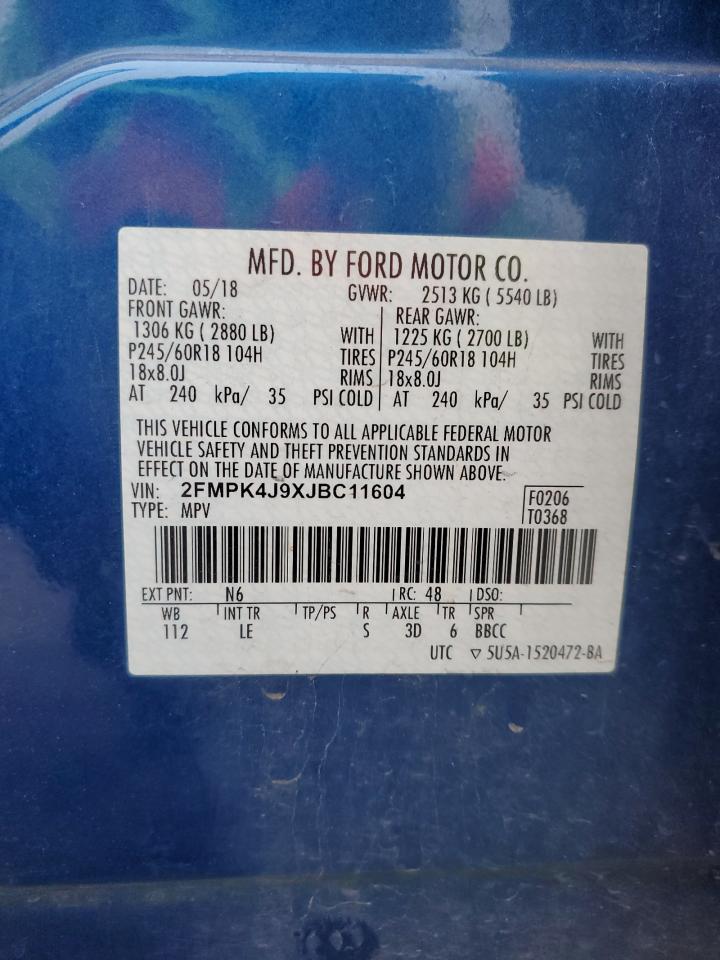 MFD. BY FORD MOTOR CO.
DATE: 05/18 GVWR: 2513 KG ( 5540 LB)
FRONT GAWR: REAR GAWR:
1306 KG ( 2880 LB) WITH 1225 KG ( 2700 LB) WITH
P245/60R18 104H TIRES P245/60R18 104H TIRES
18x8.0J RIMS 18x8.0J RIMS
AT 240 kPa/ 35 PSI COLD AT 240 kPa/ 35 PSI COLD
THIS VEHICLE CONFORMS TO ALL APPLICABLE FEDERAL MOTOR
VEHICLE SAFETY AND THEFT PREVENTION STANDARDS IN
EFFECT ON THE DATE OF MANUFACTURE SHOWN ABOVE.
VIN: 2FMPK4J9XJBC11604 F0206
TYPE: MPV T0368
EXT PNT: N6 RC: 48 DSO:
WB INT TR TP/PS R AXLE TR SPR
112 LE S 3D 6 BBCC
UTC ▽ 5U5A-1520472-BA